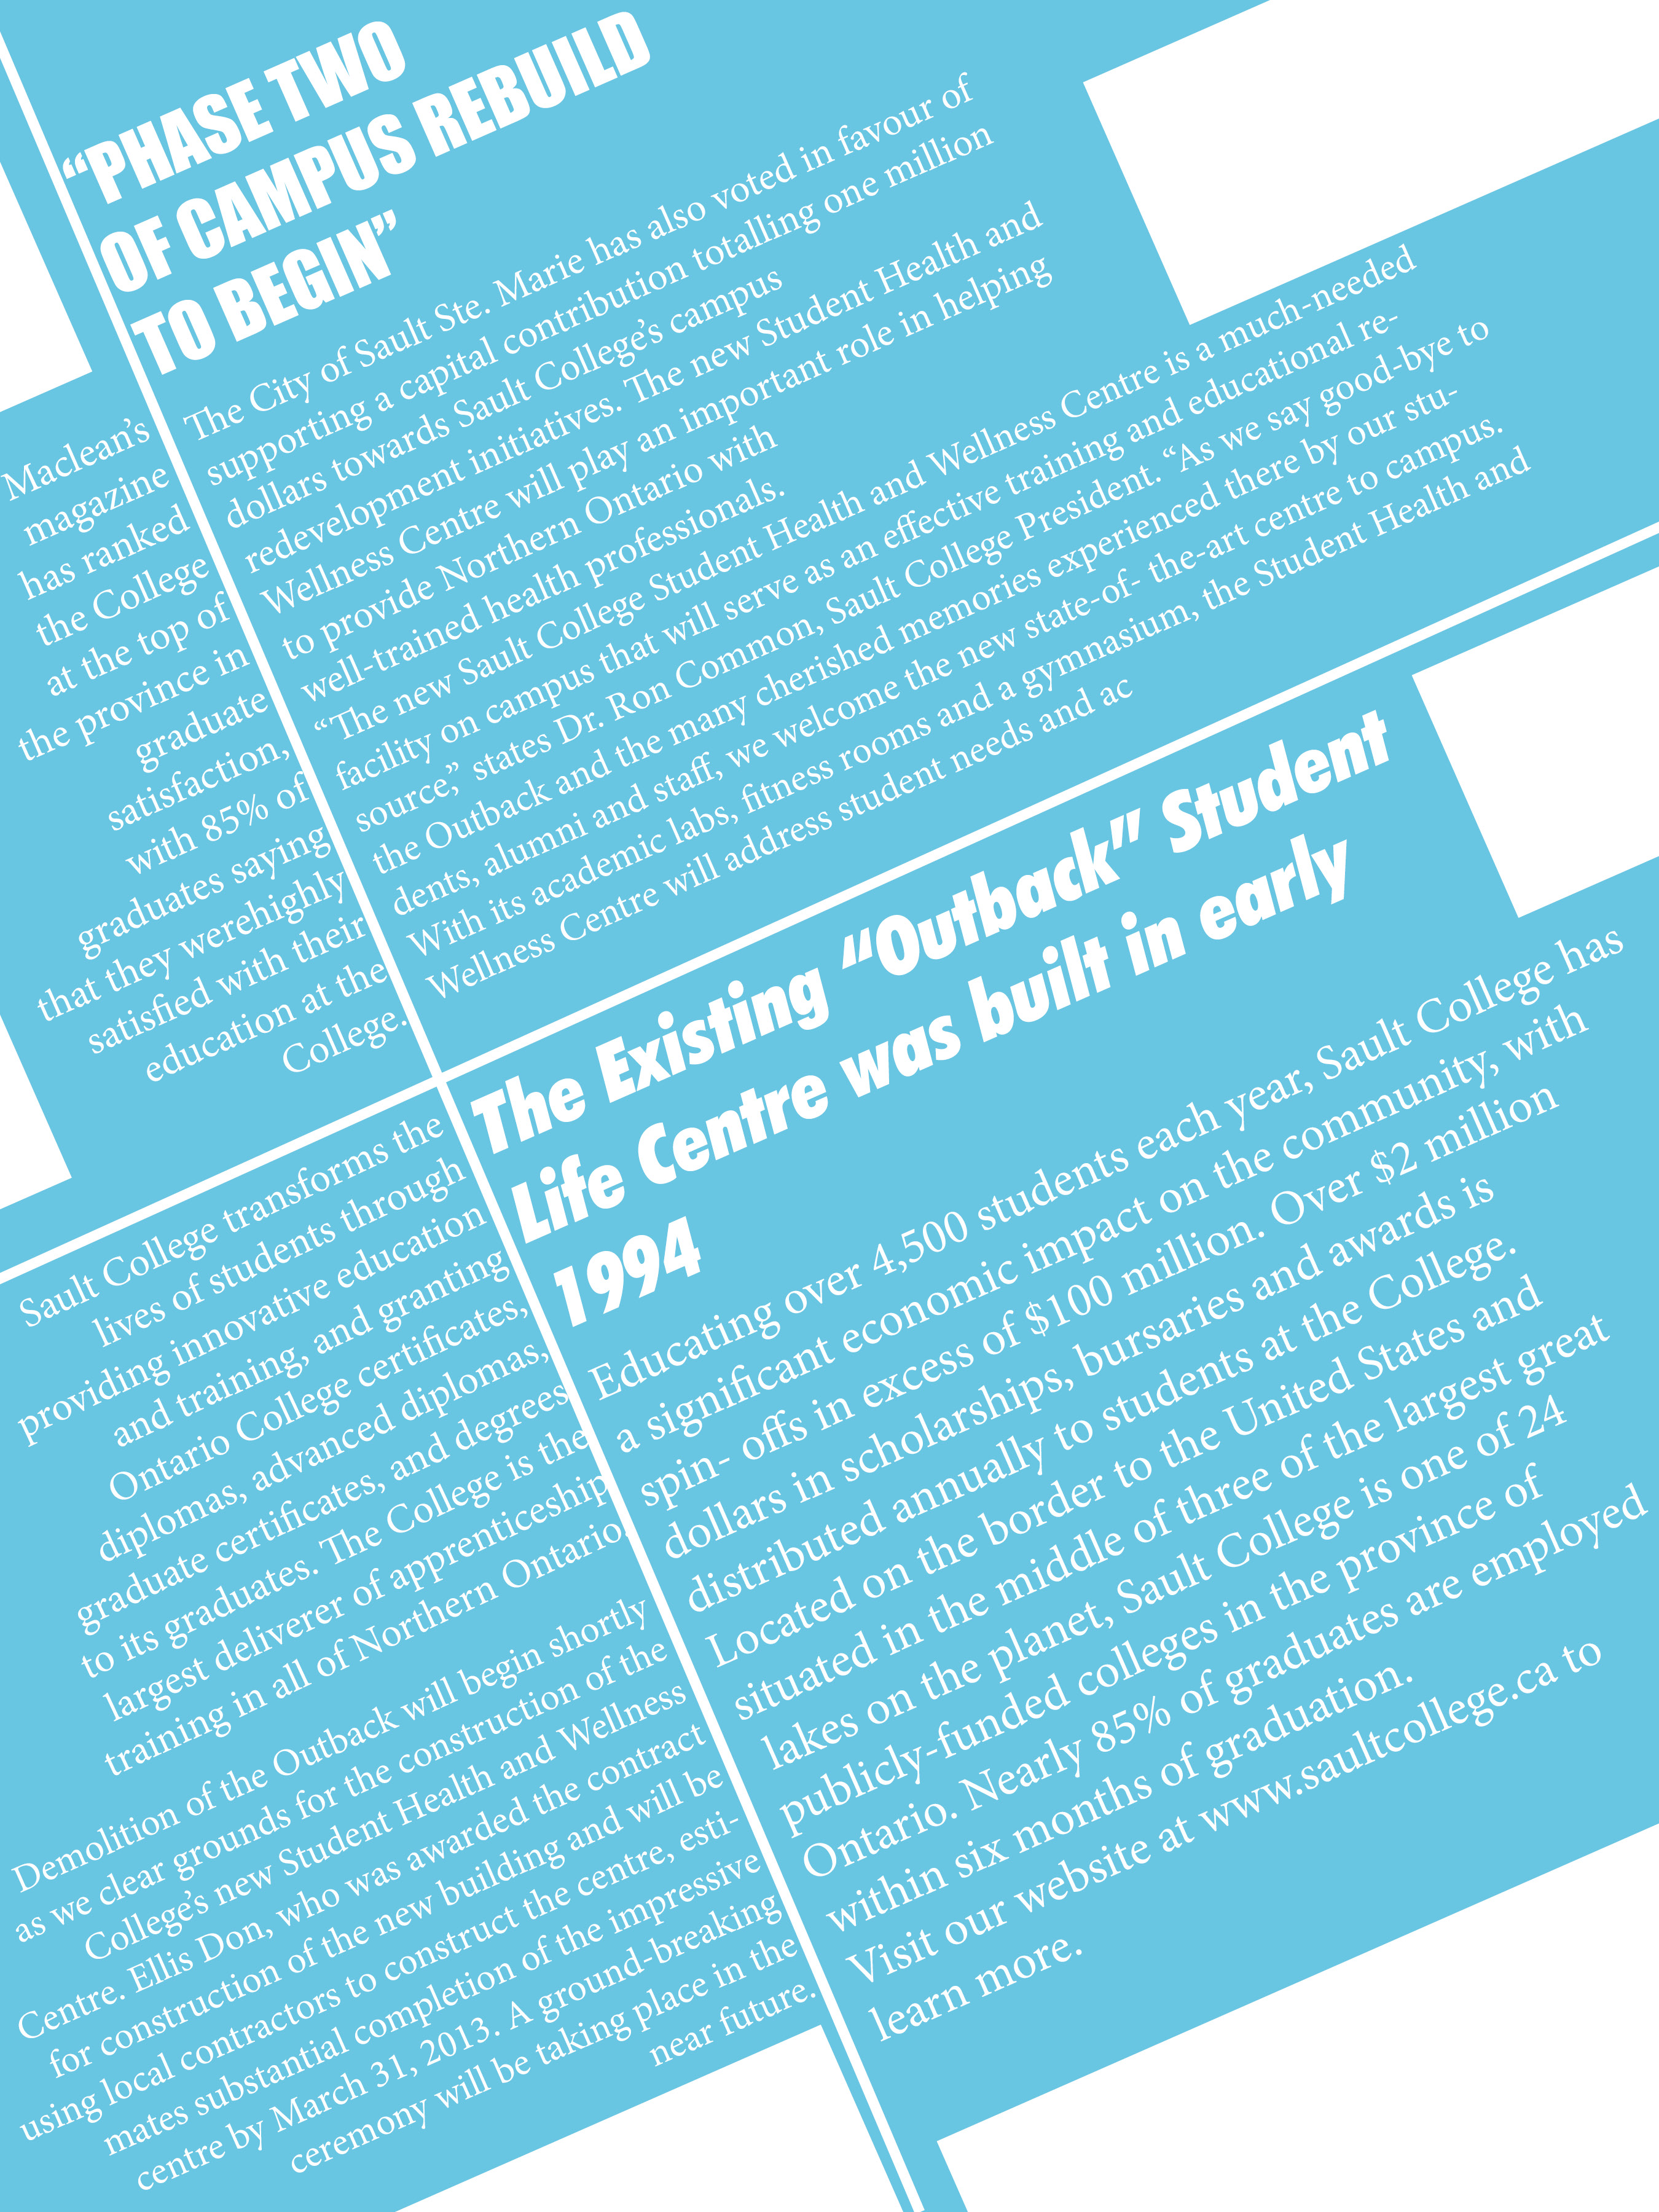 “PHASE TWO
OF CAMPUS REBUILD
TO BEGIN”
The City of Sault Ste. Marie has also voted in favour of
supporting a capital contribution totalling one million
dollars towards Sault College’s campus
redevelopment initiatives. The new Student Health and
Wellness Centre will play an important role in helping
to provide Northern Ontario with
well-trained health professionals.
“The new Sault College Student Health and Wellness Centre is a much-needed
facility on campus that will serve as an effective training and educational re-
source,” states Dr. Ron Common, Sault College President. “As we say good-bye to
the Outback and the many cherished memories experienced there by our stu-
dents, alumni and staff, we welcome the new state-of- the-art centre to campus.
With its academic labs, fitness rooms and a gymnasium, the Student Health and
Wellness Centre will address student needs and ac
Maclean’s
magazine
has ranked
the College
at the top of
the province in
graduate
satisfaction,
with 85% of
graduates saying
that they werehighly
satisfied with their
education at the
College.
The Existing “Outback” Student
Life Centre was built in early
1994
Educating over 4,500 students each year, Sault College has
a significant economic impact on the community, with
spin- offs in excess of $100 million. Over $2 million
dollars in scholarships, bursaries and awards is
distributed annually to students at the College.
Located on the border to the United States and
situated in the middle of three of the largest great
lakes on the planet, Sault College is one of 24
publicly-funded colleges in the province of
Ontario. Nearly 85% of graduates are employed
within six months of graduation.
Visit our website at www.saultcollege.ca to
learn more.
Sault College transforms the
lives of students through
providing innovative education
and training, and granting
Ontario College certificates,
diplomas, advanced diplomas,
graduate certificates, and degrees
to its graduates. The College is the
largest deliverer of apprenticeship
training in all of Northern Ontario.
Demolition of the Outback will begin shortly
as we clear grounds for the construction of the
College’s new Student Health and Wellness
Centre. Ellis Don, who was awarded the contract
for construction of the new building and will be
using local contractors to construct the centre, esti-
mates substantial completion of the impressive
centre by March 31, 2013. A ground-breaking
ceremony will be taking place in the
near future.